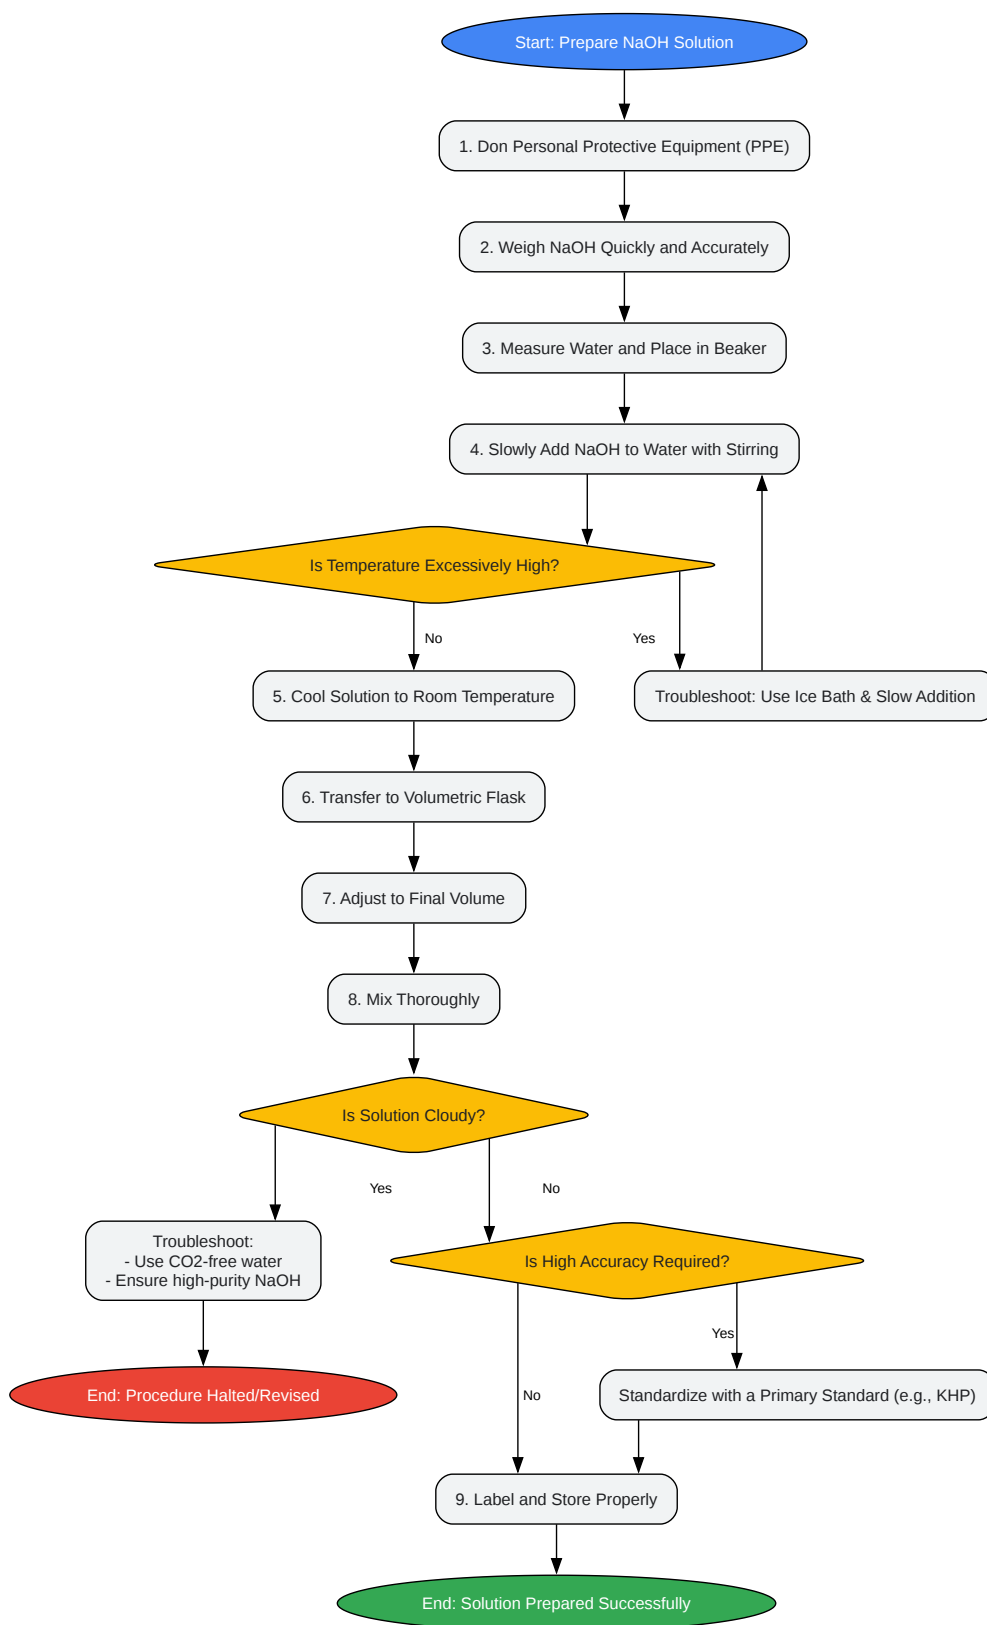 Start: Prepare NaOH Solution
1. Don Personal Protective Equipment (PPE)
2. Weigh NaOH Quickly and Accurately
3. Measure Water and Place in Beaker
4. Slowly Add NaOH to Water with Stirring
Is Temperature Excessively High?
No
Yes
5. Cool Solution to Room Temperature
Troubleshoot: Use Ice Bath & Slow Addition
6. Transfer to Volumetric Flask
7. Adjust to Final Volume
8. Mix Thoroughly
Is Solution Cloudy?
Yes
No
Troubleshoot:
- Use CO2-free water
- Ensure high-purity NaOH
Is High Accuracy Required?
Yes
End: Procedure Halted/Revised
No
Standardize with a Primary Standard (e.g., KHP)
9. Label and Store Properly
End: Solution Prepared Successfully